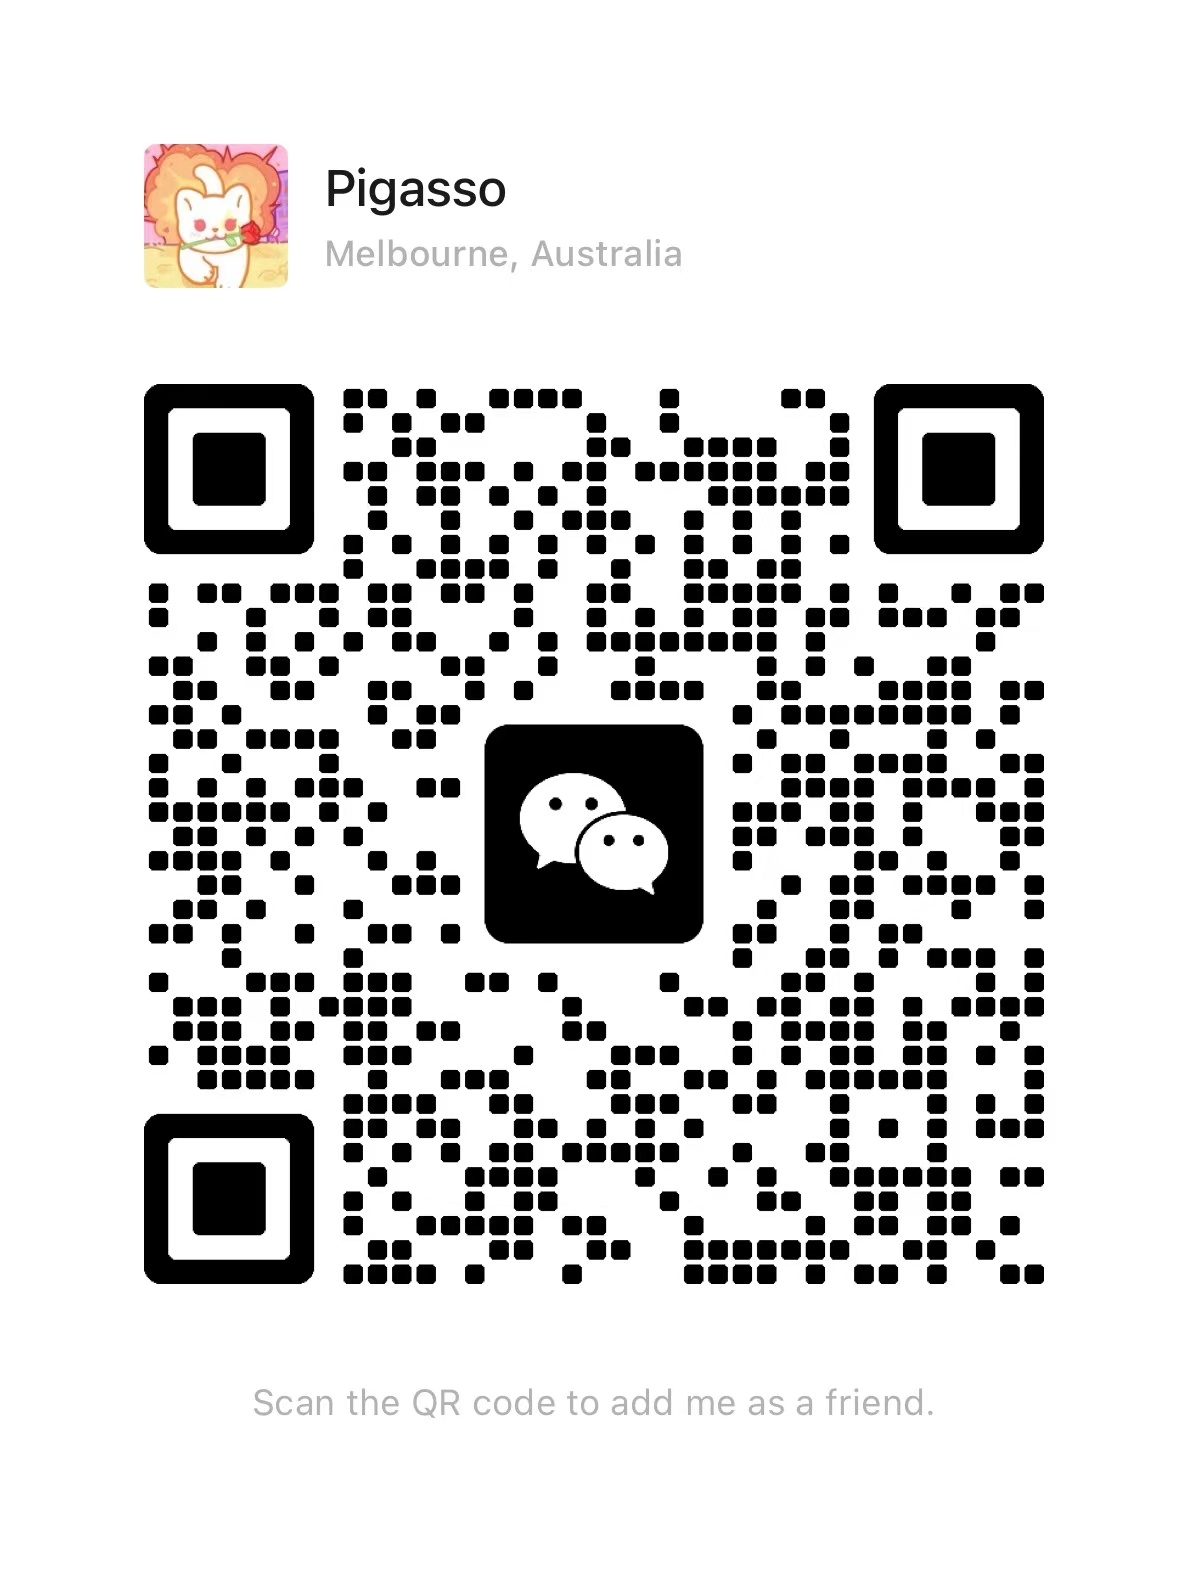 Pigasso
Melbourne, Australia
Scan the QR code to add me as a friend.